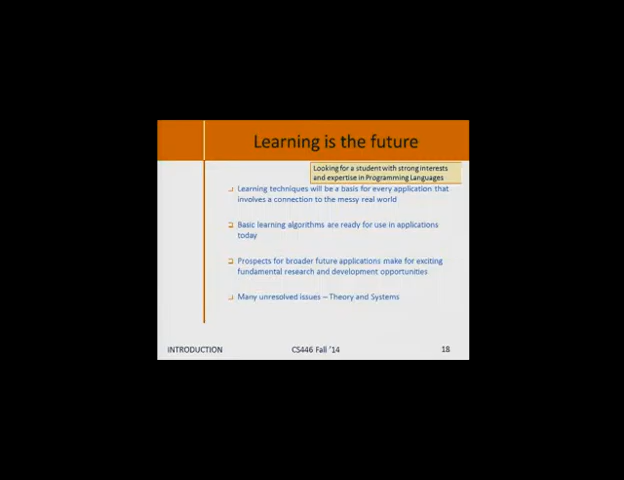 Learning is the future
Looking for a student with strong interests
and expertise in Programming Languages
Learning techniques will be a basis for every application that
involves a connection to the messy real world
Basic learning algorithms are ready for use in applications
today
Prospects for broader future applications make for exciting
fundamental research and development opportunities
Many unresolved issues – Theory and Systems
INTRODUCTION CS446 Fall '14 18